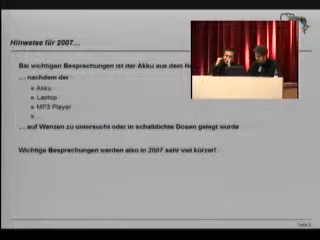 Hinweise für 2007...
Bei wichtigen Besprechungen ist der Akku aus dem
... nachdem der
Akku
Laptop
MP3 Player
...
... auf Wanzen zu untersucht oder in schalldichte Dosen gelegt wurde
Wichtige Besprechungen werden also in 2007 sehr viel kürzer!